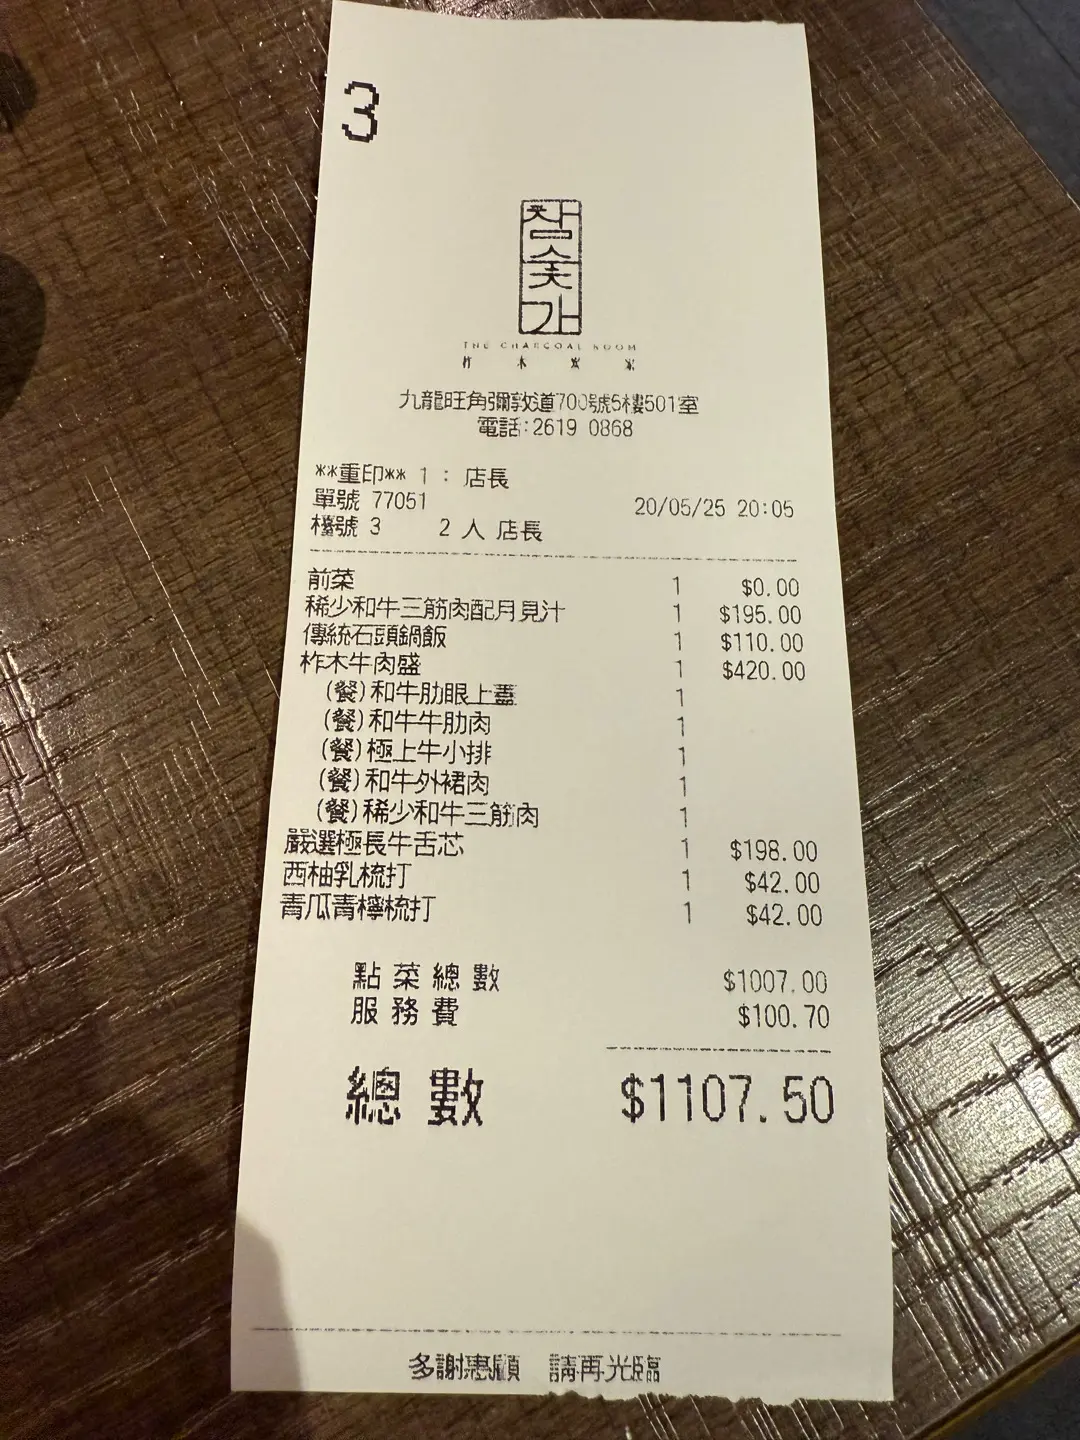 3
참숯가
THE CHARCOAL ROOM
柞木炭家
九龍旺角彌敦道700號5樓501室
電話:2619 0868
**重印** 1 : 店長
單號 77051 20/05/25 20:05
檯號 3 2 人 店長
前菜 1 $0.00
稀少和牛三筋肉配月見汁 1 $195.00
傳統石頭鍋飯 1 $110.00
柞木牛肉盛 1 $420.00
(餐)和牛肋眼上蓋 1
(餐)和牛牛肋肉 1
(餐)極上牛小排 1
(餐)和牛外裙肉 1
(餐)稀少和牛三筋肉 1
嚴選極長牛舌芯 1 $198.00
西柚乳梳打 1 $42.00
青瓜青檸梳打 1 $42.00
點菜總數 $1007.00
服務費 $100.70
總數 $1107.50
多謝惠顧 請再光臨